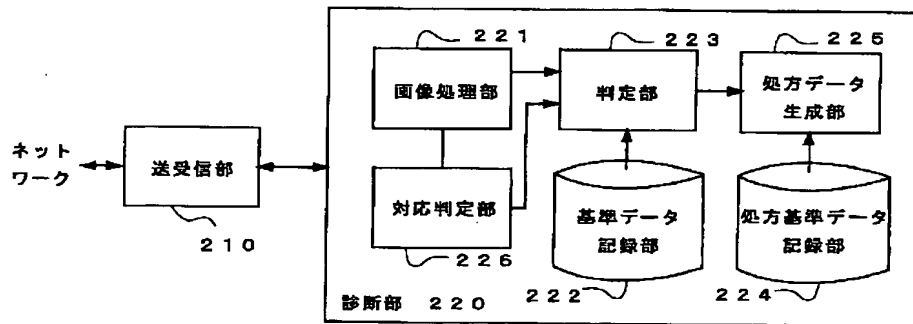 221
画像処理部
223
判定部
225
処方データ
生成部
ネット
ワーク
送受信部
210
対応判定部
226
基準データ
記録部
222
処方基準データ
記録部
224
診断部 220